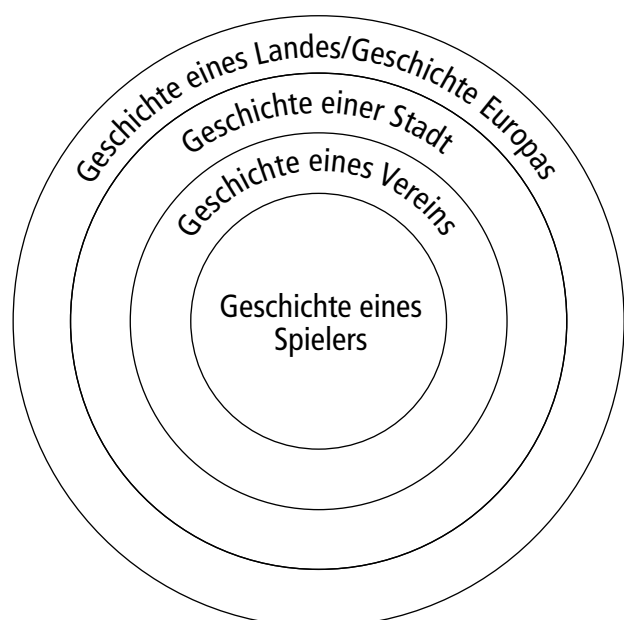 Geschichte eines Landes/Geschichte Europas
Geschichte einer Stadt
Geschichte eines Vereins
Geschichte eines
Spielers